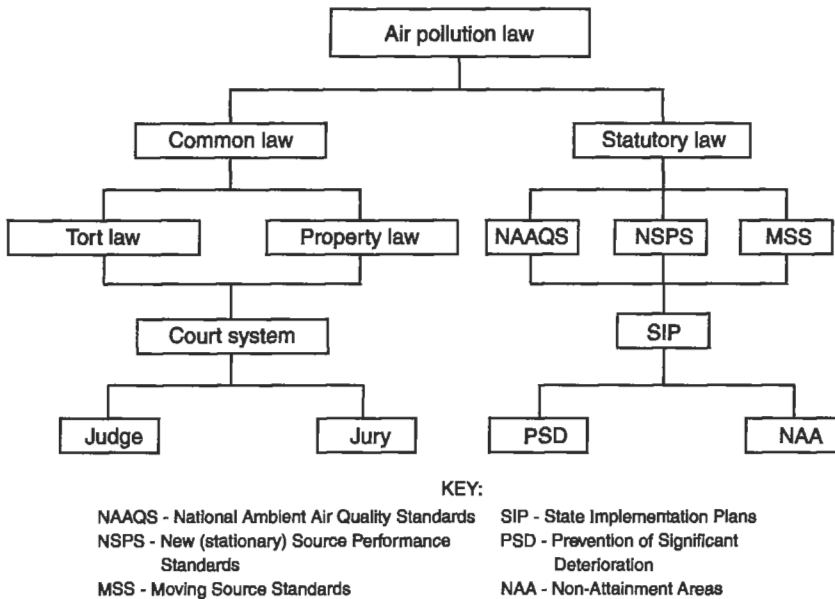 Air pollution law
Common law
Statutory law
Tort law
Property law
NAAQS
NSPS
MSS
Court system
SIP
Judge
Jury
PSD
NAA
KEY:
NAAQS - National Ambient Air Quality Standards
NSPS - New (stationary) Source Performance
Standards
MSS - Moving Source Standards
SIP - State Implementation Plans
PSD - Prevention of Significant
Deterioration
NAA - Non-Attainment Areas